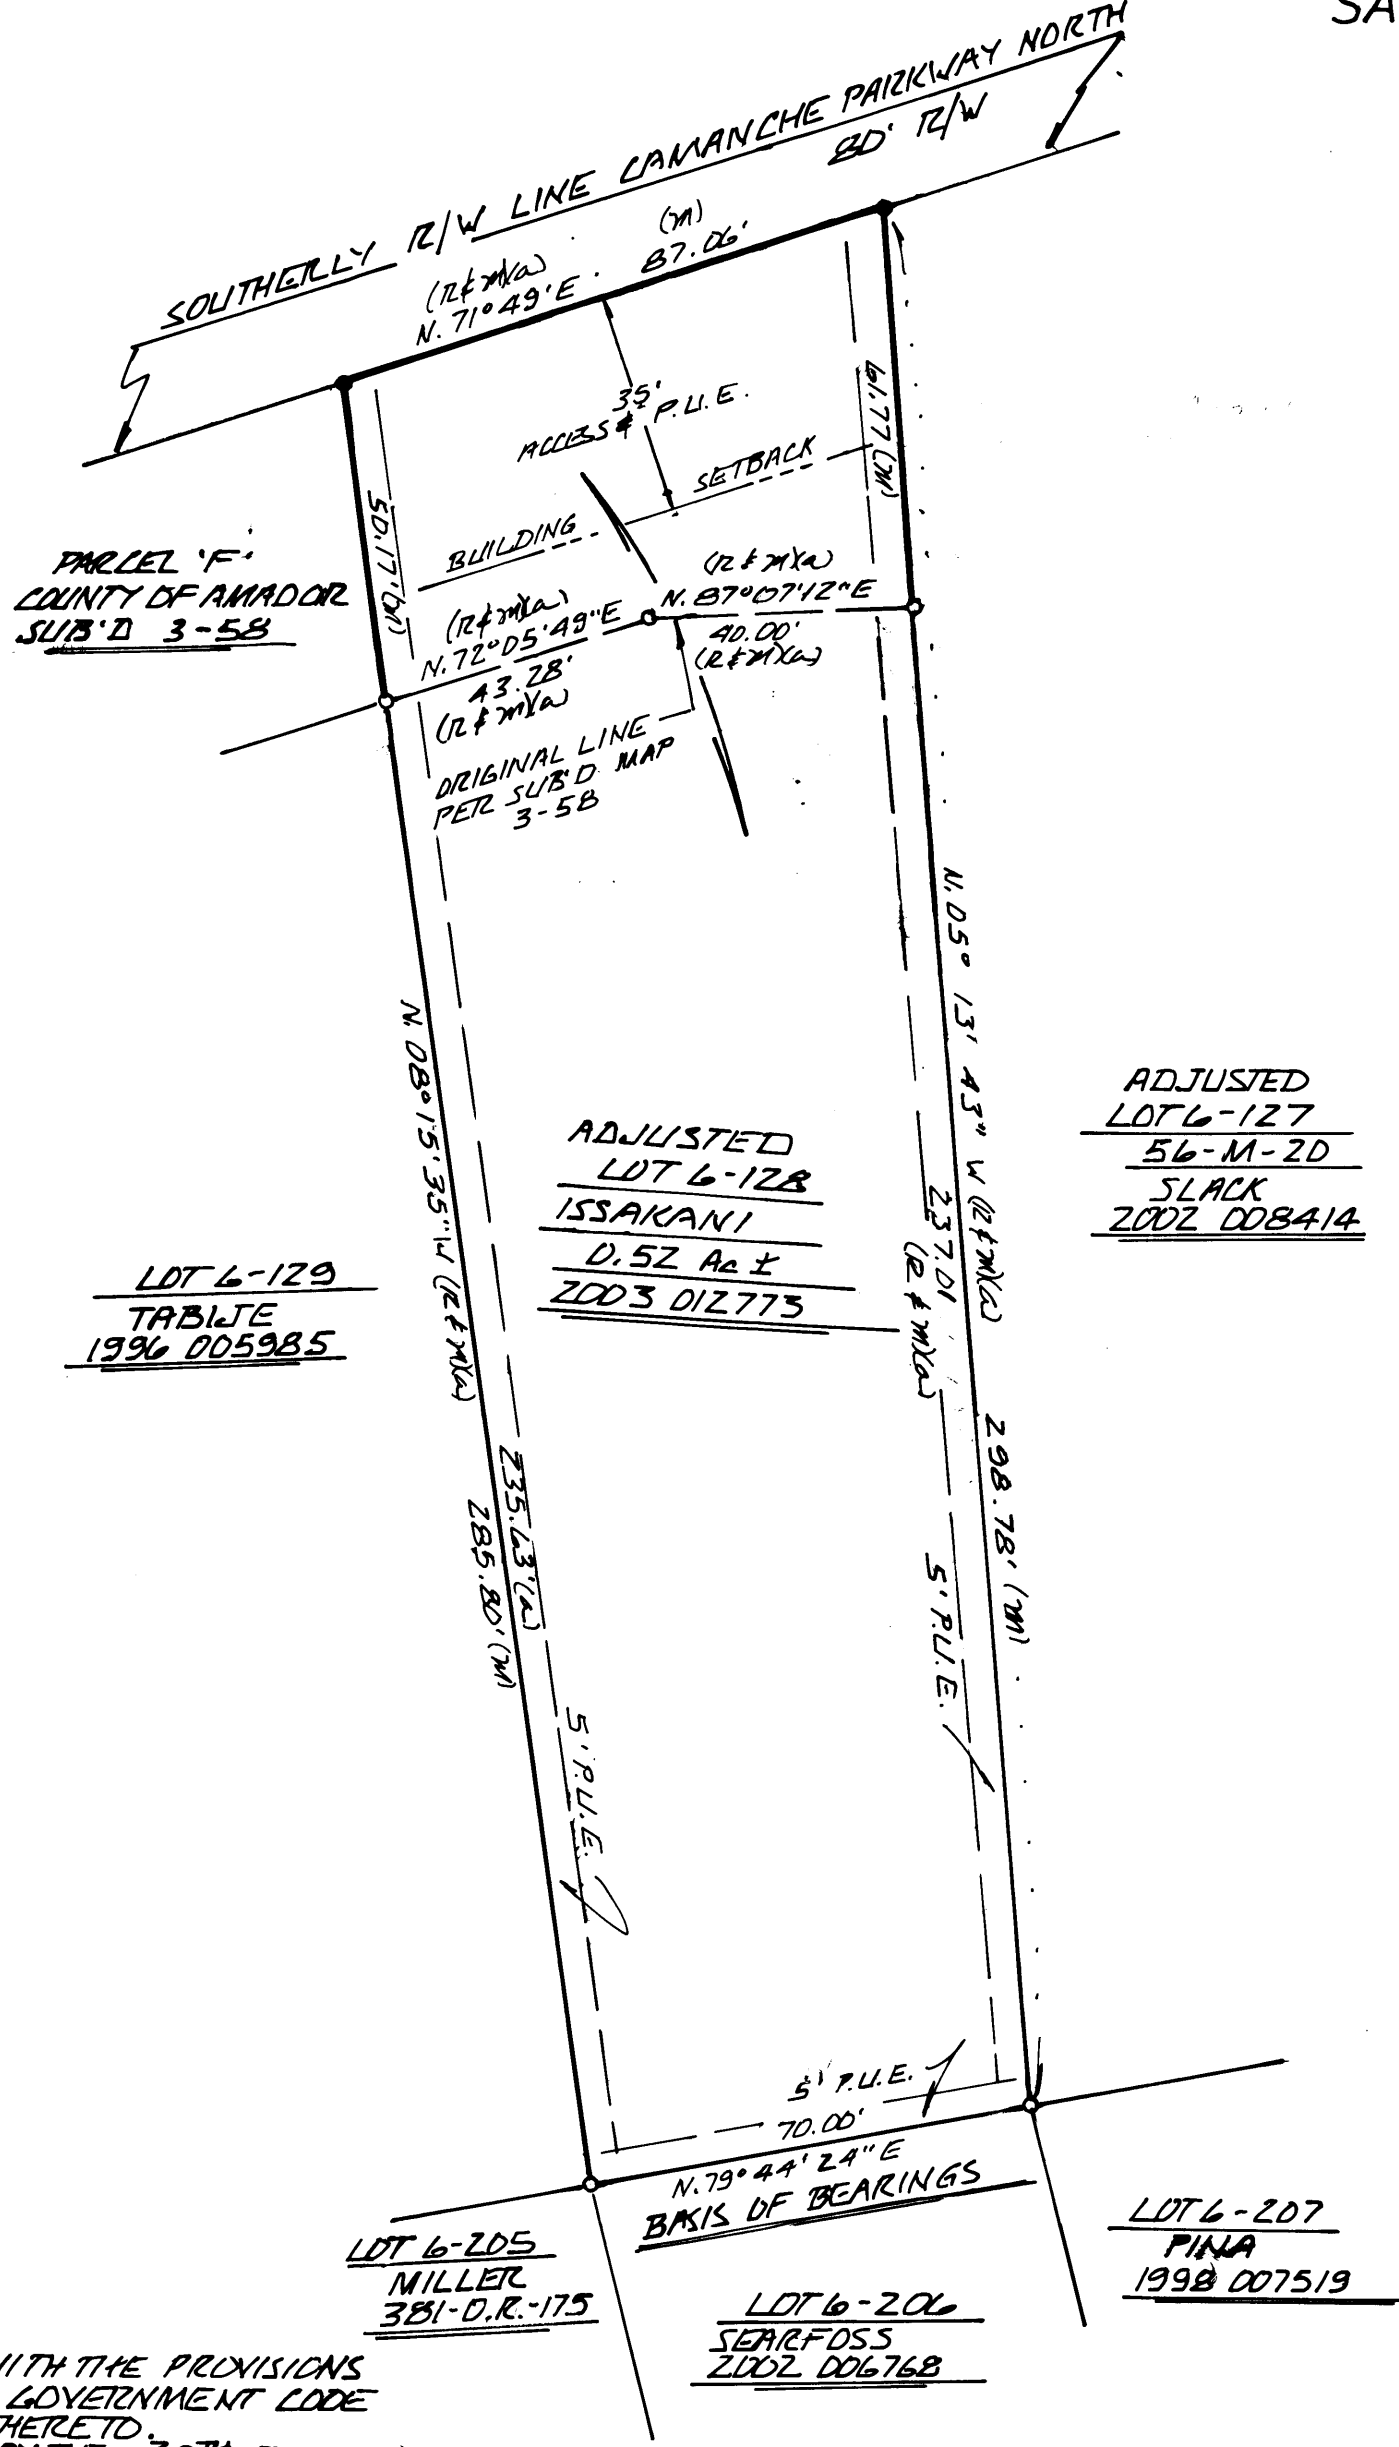 SA
SOUTHERLY R/W LINE CAMANCHE PARKWAY NORTH
80' R/W
(R & M)(a)
N. 71° 49' E
(M)
87.06'
35'
ACCESS & P.U.E.
61.77' (M)
50.17' (M)
BUILDING SETBACK
PARCEL 'F'
COUNTY OF AMADOR
SUB'D 3-58
(R & M)(a)
N. 72° 05' 49" E
43.28'
(R & M)(a)
(R & M)(a)
N. 87° 07' 12" E
40.00'
(R & M)(a)
ORIGINAL LINE
PER SUB'D MAP
3-58
N. 08° 15' 35" W (R & M)(a)
N. 05° 13' 43" W (R & M)(a)
ADJUSTED
LOT 6-128
ISSAKANI
0.52 Ac ±
2003 012773
ADJUSTED
LOT 6-127
56-M-20
SLACK
2002 008414
LOT 6-129
TABIJE
1996 005985
237.01
(R & M)(a)
298.78' (M)
235.63' (a)
285.80' (M)
5' P.U.E.
5' P.U.E.
5' P.U.E.
70.00'
N. 79° 44' 24" E
BASIS OF BEARINGS
LOT 6-205
MILLER
381-O.R.-175
LOT 6-206
SEARFOSS
2002 006768
LOT 6-207
PINA
1998 007519
WITH THE PROVISIONS
GOVERNMENT CODE
THERETO.